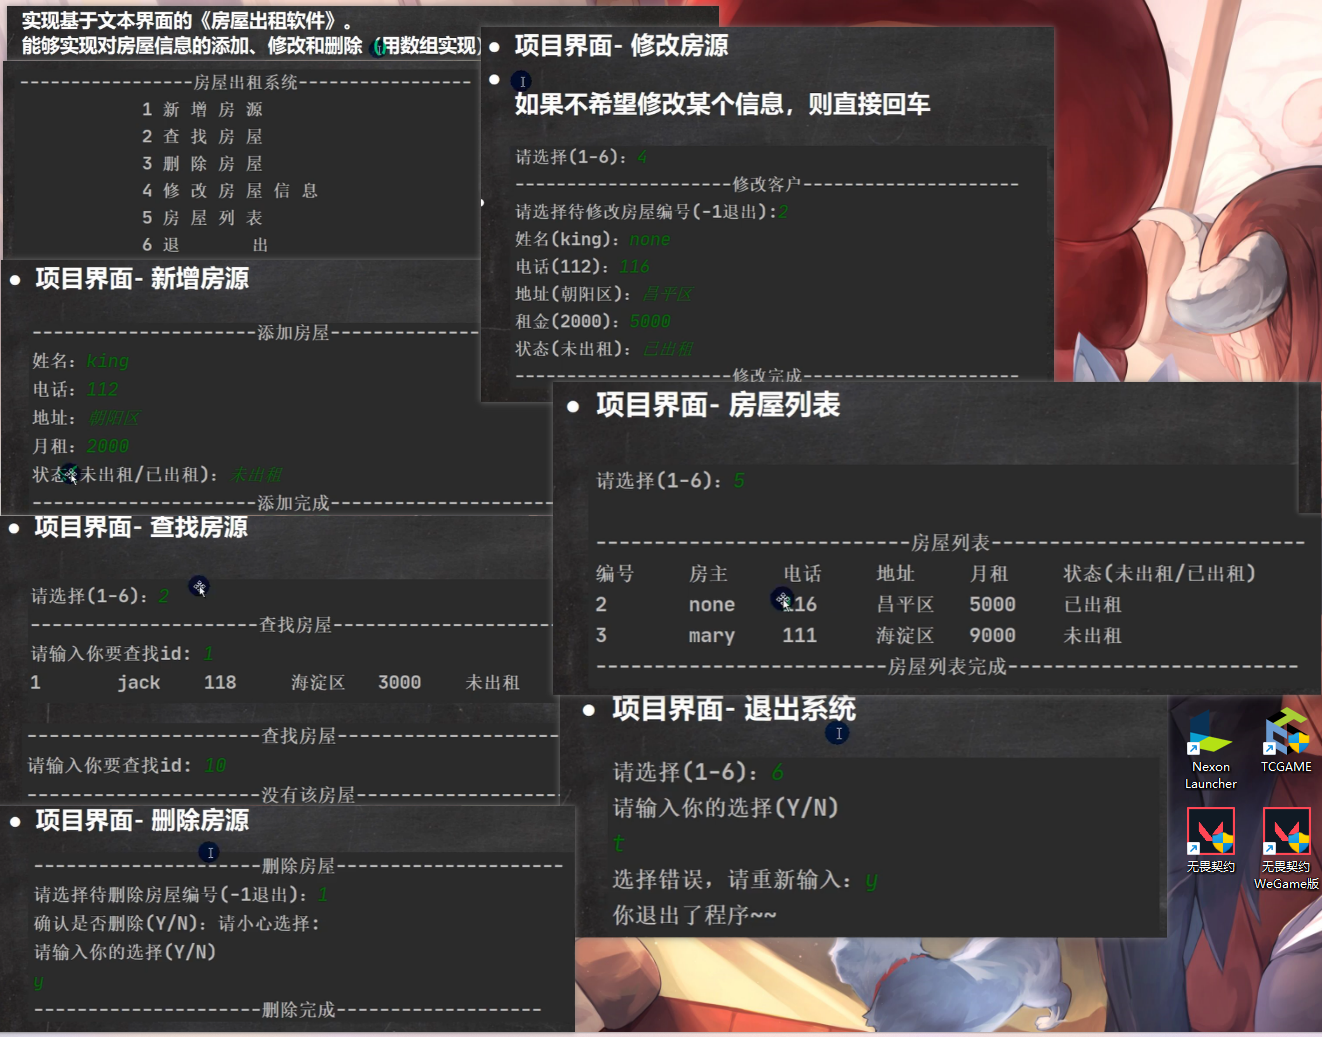 实现基于文本界面的《房屋出租软件》。
能够实现对房屋信息的添加、修改和删除（用数组实现）
-------------------房屋出租系统-------------------
1 新 增 房 源
2 查 找 房 屋
3 删 除 房 屋
4 修 改 房 屋 信 息
5 房 屋 列 表
6 退 出
项目界面- 新增房源
-------------------------添加房屋-----------------
姓名: king
电话: 112
地址: 朝阳区
月租: 2000
状态(未出租/已出租): 未出租
-------------------------添加完成-------------------------
项目界面- 查找房源
请选择(1-6): 2
-------------------------查找房屋-------------------------
请输入你要查找id: 1
1 jack 118 海淀区 3000 未出租
--------------------------查找房屋-------------------------
请输入你要查找id: 10
--------------------------没有该房屋-----------------------
项目界面- 删除房源
-------------------------删除房屋-------------------------
请选择待删除房屋编号(-1退出): 1
确认是否删除(Y/N): 请小心选择:
请输入你的选择(Y/N)
y
-------------------------删除完成-----------------------
项目界面- 修改房源
如果不希望修改某个信息，则直接回车
请选择(1-6): 4
------------------------修改客户------------------------
请选择待修改房屋编号(-1退出):2
姓名(king): none
电话(112): 116
地址(朝阳区): 昌平区
租金(2000): 5000
状态(未出租): 已出租
------------------------修改完成------------------------
项目界面- 房屋列表
请选择(1-6): 5
---------------------------房屋列表---------------------------
编号 房主 电话 地址 月租 状态(未出租/已出租)
2 none 116 昌平区 5000 已出租
3 mary 111 海淀区 9000 未出租
-------------------------房屋列表完成-------------------------
项目界面- 退出系统
请选择(1-6): 6
请输入你的选择(Y/N)
t
选择错误，请重新输入: y
你退出了程序~~
Nexon Launcher
TCGAME
无畏契约
无畏契约 WeGame版